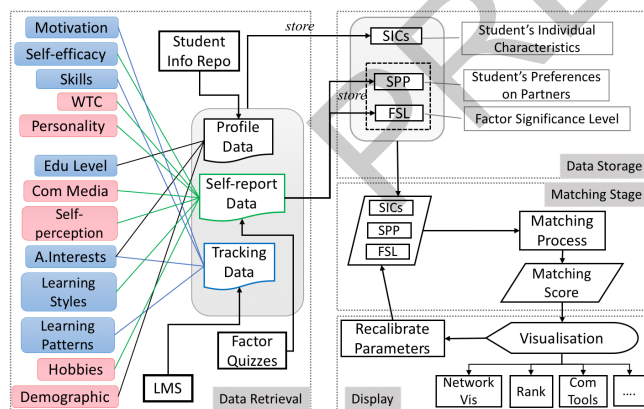 Motivation
Self-efficacy
Skills
WTC
Personality
Edu Level
Com Media
Self-
perception
A.Interests
Learning
Styles
Learning
Patterns
Hobbies
Demographic
Student
Info Repo
Profile
Data
Self-report
Data
Tracking
Data
LMS
Factor
Quizzes
Data Retrieval
store
store
SICs
SPP
FSL
Student's Individual
Characteristics
Student's Preferences
on Partners
Factor Significance Level
Data Storage
Matching Stage
SICs
SPP
FSL
Matching
Process
Matching
Score
Recalibrate
Parameters
Visualisation
Network
Vis
Rank
Com
Tools
....
Display